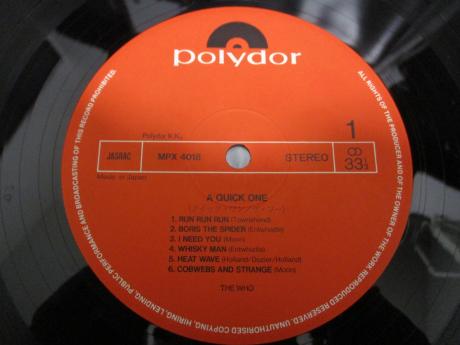 polydor
Polydor K.K.
1
JASRAC
MPX 4018
STEREO
33⅓
Made in Japan
A QUICK ONE
1. RUN RUN RUN (Townshend)
2. BORIS THE SPIDER (Entwhistle)
3. I NEED YOU (Moon)
4. WHISKY MAN (Entwhistle)
5. HEAT WAVE (Holland/Dozier/Holland)
6. COBWEBS AND STRANGE (Moon)
THE WHO
ALL RIGHTS OF THE PRODUCER AND OF THE OWNER OF THE WORK REPRODUCED RESERVED. UNAUTHORISED COPYING, HIRING, LENDING, PUBLIC PERFORMANCE AND BROADCASTING OF THIS RECORD PROHIBITED.